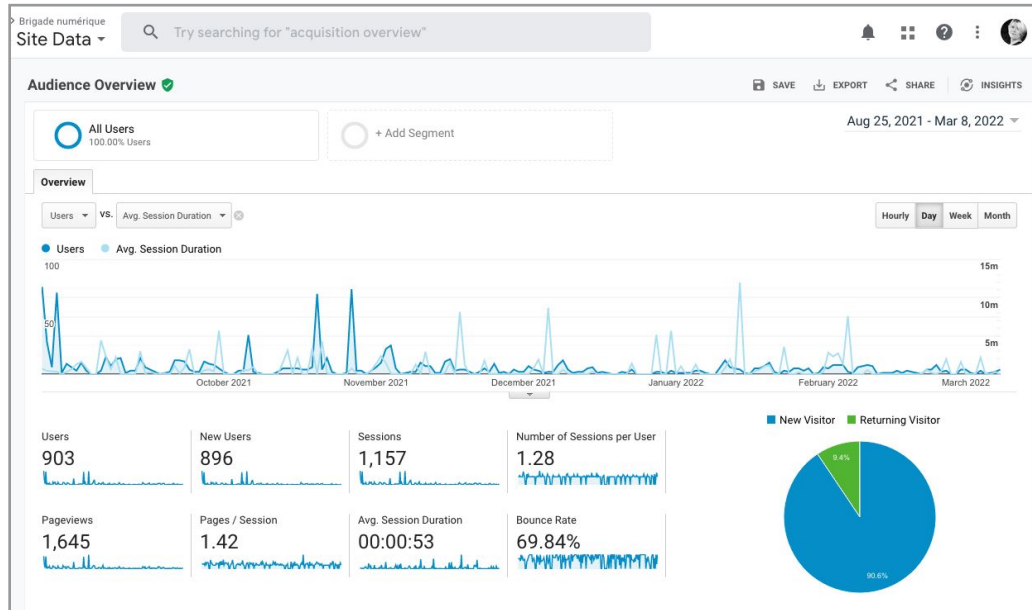 > Brigade numérique
Site Data
Try searching for "acquisition overview"
Audience Overview
SAVE EXPORT SHARE INSIGHTS
All Users
100.00% Users
+ Add Segment
Aug 25, 2021 - Mar 8, 2022
Overview
Users VS. Avg. Session Duration
Hourly Day Week Month
Users Avg. Session Duration
100 15m
10m
50
5m
October 2021 November 2021 December 2021 January 2022 February 2022 March 2022
New Visitor Returning Visitor
Users New Users Sessions Number of Sessions per User
903 896 1,157 1.28
9.4%
Pageviews Pages / Session Avg. Session Duration Bounce Rate
1,645 1.42 00:00:53 69.84%
90.6%